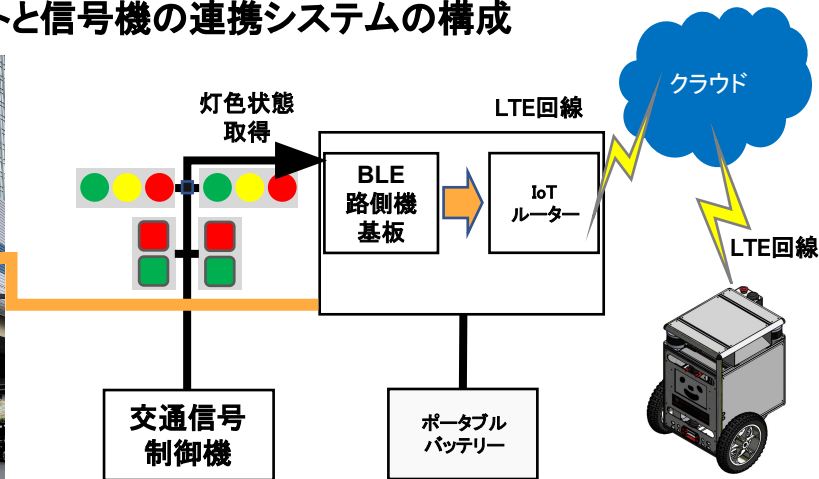 トと信号機の連携システムの構成
灯色状態
取得
LTE回線
クラウド
BLE
路側機
基板
IoT
ルーター
LTE回線
交通信号
制御機
ポータブル
バッテリー